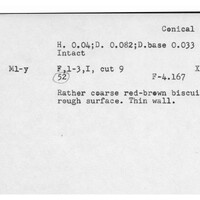 Conical
H. 0.04;D. 0.082;D.base 0.033
Intact
M1-y F,1-3,I, cut 9 X
(52) F-4.167
Rather coarse red-brown biscui
rough surface. Thin wall.